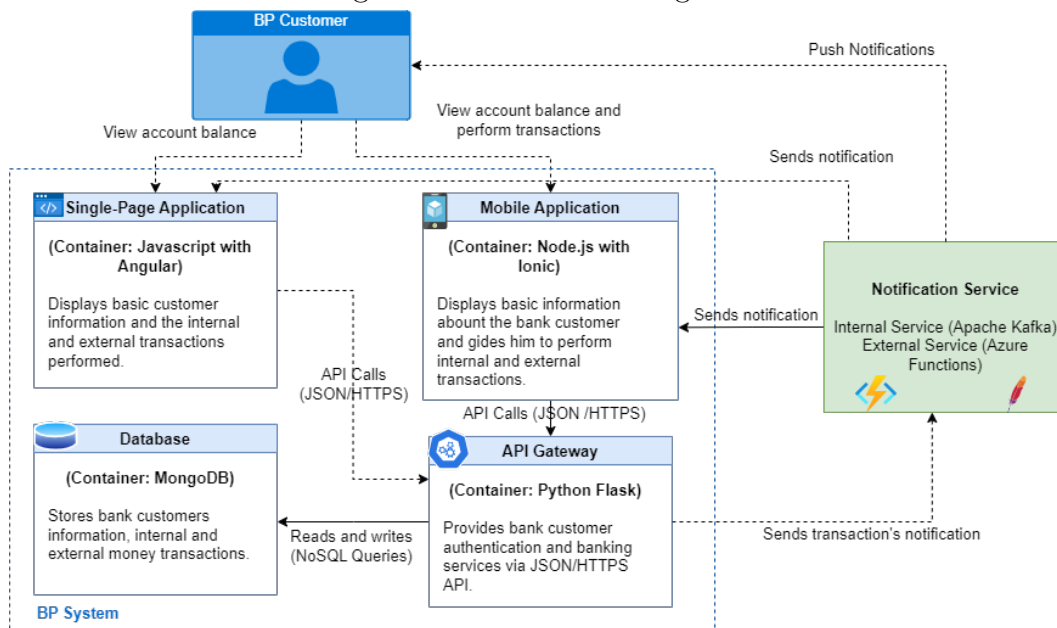 BP Customer
Push Notifications
View account balance and
perform transactions
View account balance
Sends notification
Single-Page Application
(Container: Javascript with
Angular)
Displays basic customer
information and the internal
and external transactions
performed.
Mobile Application
(Container: Node.js with
Ionic)
Displays basic information
abount the bank customer
and gides him to perform
internal and external
transactions.
Sends notification
Notification Service
Internal Service (Apache Kafka)
External Service (Azure
Functions)
API Calls
(JSON/HTTPS)
API Calls (JSON /HTTPS)
Database
(Container: MongoDB)
Stores bank customers
information, internal and
external money transactions.
Reads and writes
(NoSQL Queries)
API Gateway
(Container: Python Flask)
Provides bank customer
authentication and banking
services via JSON/HTTPS
API.
Sends transaction's notification
BP System